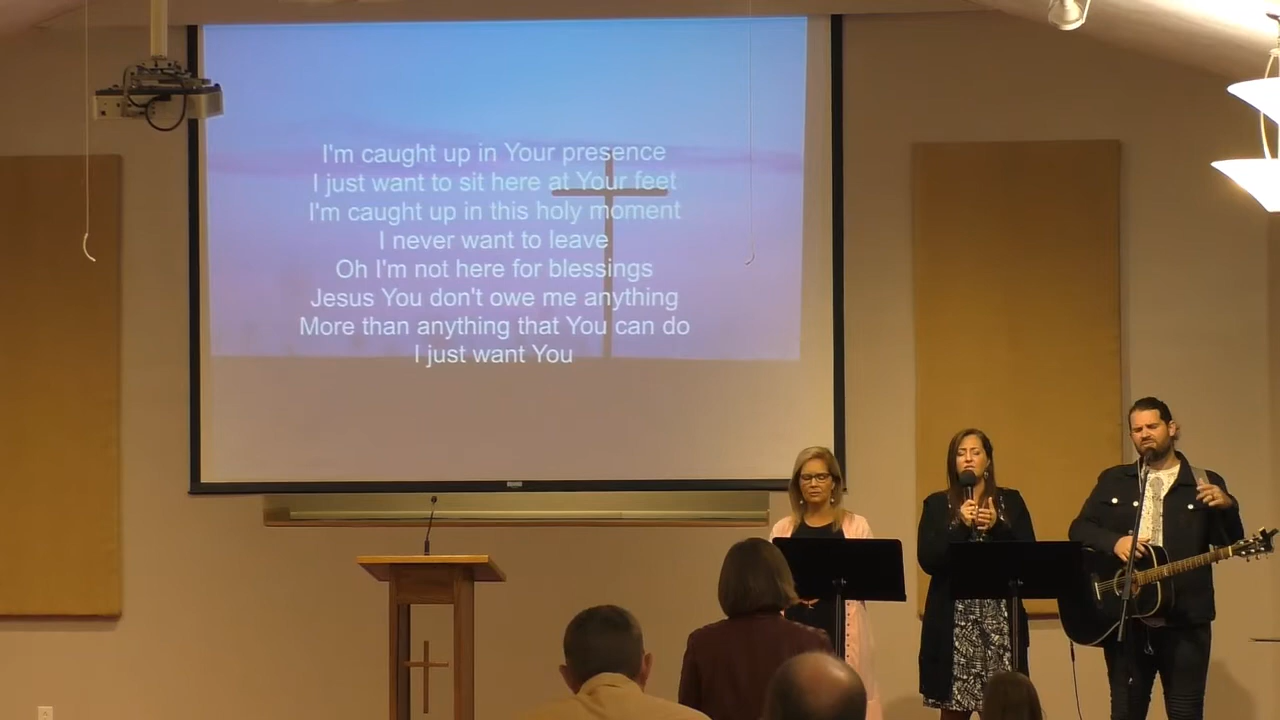 I'm caught up in Your presence
I just want to sit here at Your feet
I'm caught up in this holy moment
I never want to leave
Oh I'm not here for blessings
Jesus You don't owe me anything
More than anything that You can do
I just want You